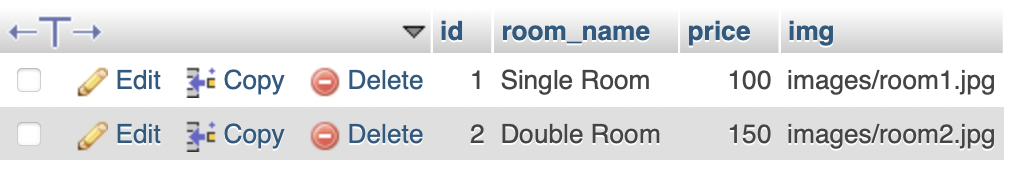 id room_name price img
Edit Copy Delete 1 Single Room 100 images/room1.jpg
Edit Copy Delete 2 Double Room 150 images/room2.jpg